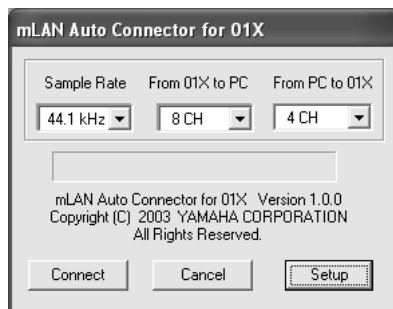 mLAN Auto Connector for 01X
Sample Rate From 01X to PC From PC to 01X
44.1 kHz 8 CH 4 CH
mLAN Auto Connector for 01X Version 1.0.0
Copyright (C) 2003 YAMAHA CORPORATION
All Rights Reserved.
Connect Cancel Setup